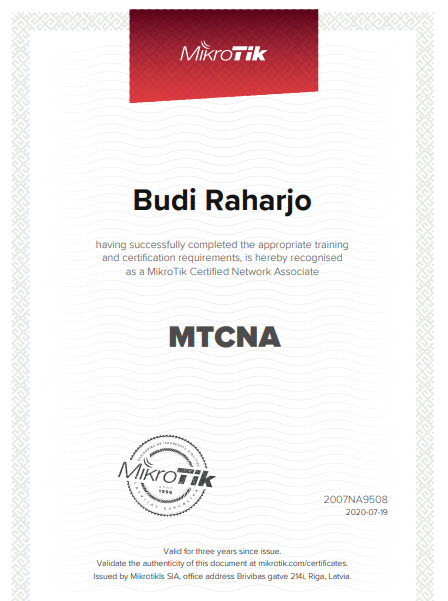 MikroTik
Budi Raharjo
having successfully completed the appropriate training
and certification requirements, is hereby recognised
as a MikroTik Certified Network Associate
MTCNA
MikroTik
1996
2007NA9508
2020-07-19
Valid for three years since issue.
Validate the authenticity of this document at mikrotik.com/certificates.
Issued by Mikrotikls SIA, office address Brivibas gatve 214i, Riga, Latvia.